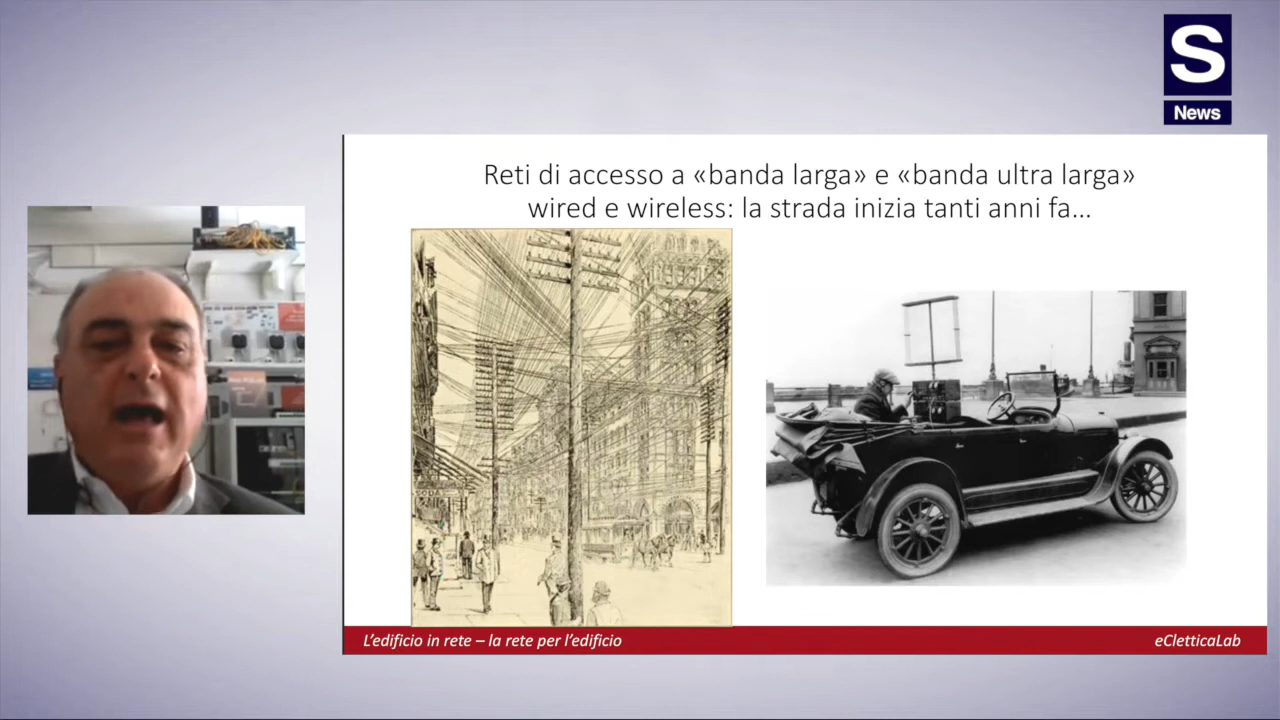 S
News
Reti di accesso a «banda larga» e «banda ultra larga»
wired e wireless: la strada inizia tanti anni fa...
SODA
L'edificio in rete – la rete per l'edificio
eCletticaLab